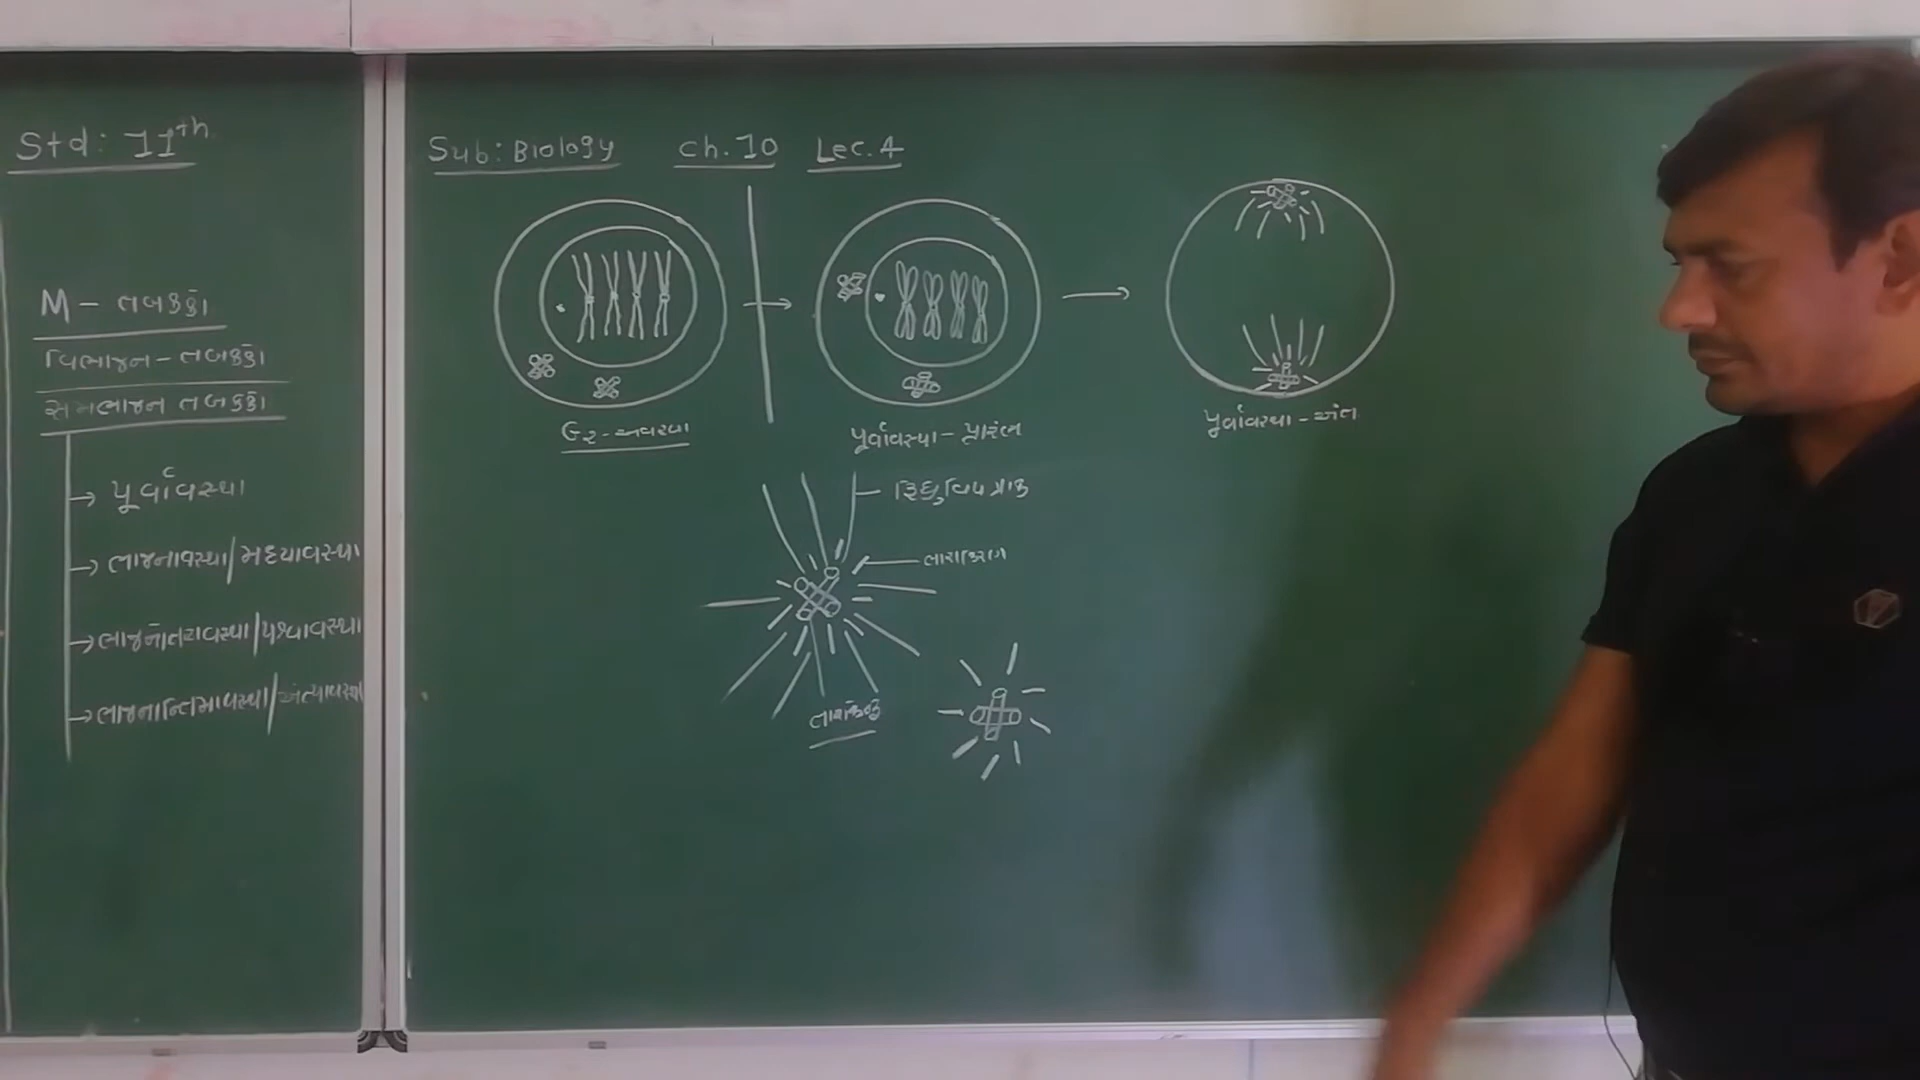 Std: 11th
M - તબક્કો
વિભાજન - તબક્કો
સમભાજન તબક્કો
→ પૂર્વાવસ્થા
→ ભાજનાવસ્થા/મધ્યાવસ્થા
→ ભાજનોત્તરાવસ્થા/પશ્ચાવસ્થા
→ ભાજનાન્તિમાવસ્થા/અંત્યાવસ્થા
Sub: Biology Ch. 10 Lec. 4
G2 - અવસ્થા
પૂર્વાવસ્થા - પ્રારંભ
પૂર્વાવસ્થા - અંત
દ્વિધ્રુવિય ત્રાક
તારાકિરણ
તારાકેન્દ્ર